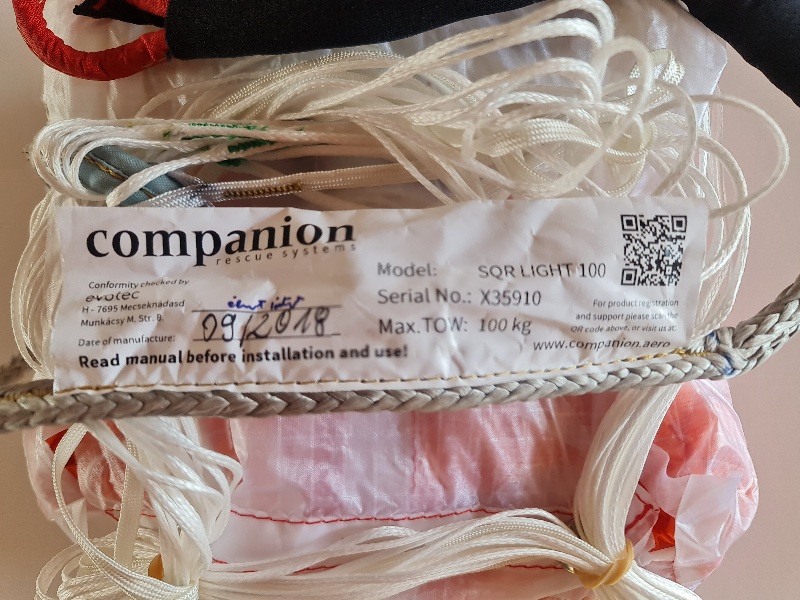 companion
rescue systems
Conformity checked by
evotec
H - 7695 Mecseknádasd
Munkácsy M. Str. B.
Date of manufacture: 09/2018
Read manual before installation and use!
Model: SQR LIGHT 100
Serial No.: X35910
Max.TOW: 100 kg
For product registration
and support please scan the
QR code above, or visit us at:
www.companion.aero